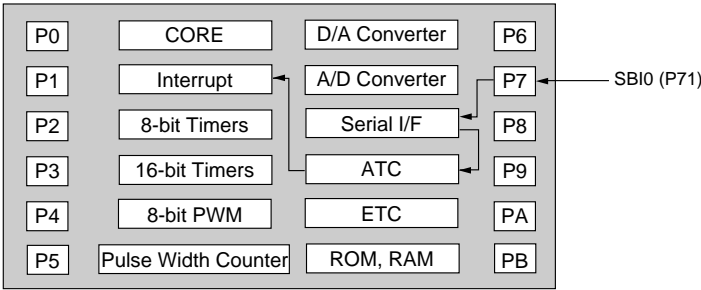 P0 CORE D/A Converter P6
P1 Interrupt A/D Converter P7 SBI0 (P71)
P2 8-bit Timers Serial I/F P8
P3 16-bit Timers ATC P9
P4 8-bit PWM ETC PA
P5 Pulse Width Counter ROM, RAM PB